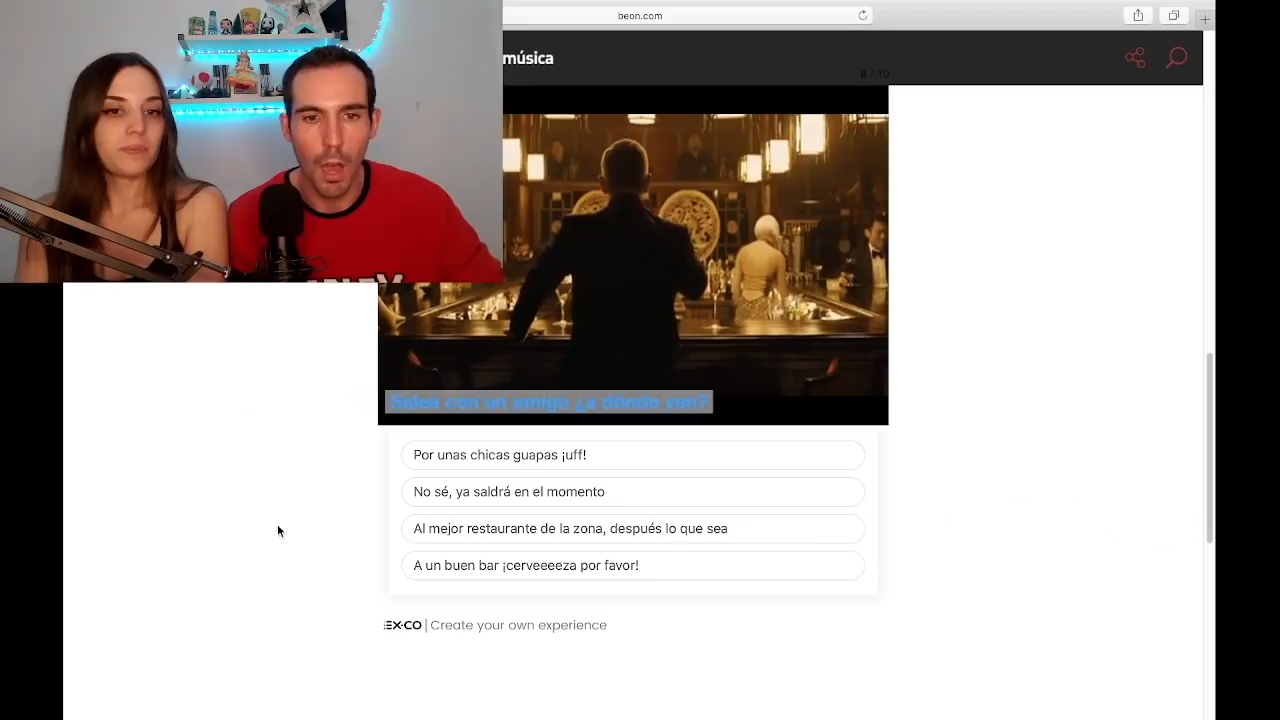 beon.com
música
8 / 10
Sales con un amigo ¿a dónde van?
Por unas chicas guapas ¡uff!
No sé, ya saldrá en el momento
Al mejor restaurante de la zona, después lo que sea
A un buen bar ¡cerveeeeza por favor!
EX·CO | Create your own experience